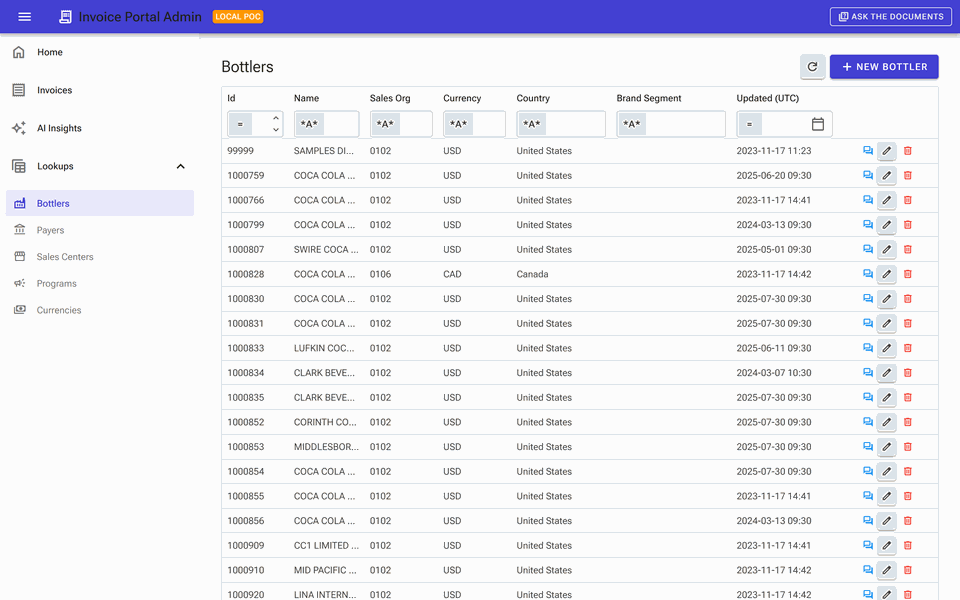 Invoice Portal Admin LOCAL POC ASK THE DOCUMENTS
Home
Invoices
AI Insights
Lookups
Bottlers
Payers
Sales Centers
Programs
Currencies
Bottlers
+ NEW BOTTLER
Id Name Sales Org Currency Country Brand Segment Updated (UTC)
= *A* *A* *A* *A* *A* =
99999 SAMPLES DI... 0102 USD United States 2023-11-17 11:23
1000759 COCA COLA ... 0102 USD United States 2025-06-20 09:30
1000766 COCA COLA ... 0102 USD United States 2023-11-17 14:41
1000799 COCA COLA ... 0102 USD United States 2024-03-13 09:30
1000807 SWIRE COCA ... 0102 USD United States 2025-05-01 09:30
1000828 COCA COLA ... 0106 CAD Canada 2023-11-17 14:42
1000830 COCA COLA ... 0102 USD United States 2025-07-30 09:30
1000831 COCA COLA ... 0102 USD United States 2025-07-30 09:30
1000833 LUFKIN COC... 0102 USD United States 2025-06-11 09:30
1000834 CLARK BEVE... 0102 USD United States 2024-03-07 10:30
1000835 CLARK BEVE... 0102 USD United States 2025-07-30 09:30
1000852 CORINTH CO... 0102 USD United States 2025-07-30 09:30
1000853 MIDDLESBOR... 0102 USD United States 2025-07-30 09:30
1000854 COCA COLA ... 0102 USD United States 2025-07-30 09:30
1000855 COCA COLA ... 0102 USD United States 2023-11-17 14:41
1000856 COCA COLA ... 0102 USD United States 2024-03-13 09:30
1000909 CC1 LIMITED ... 0102 USD United States 2023-11-17 14:41
1000910 MID PACIFIC ... 0102 USD United States 2023-11-17 14:42
1000920 LINA INTERN... 0102 USD United States 2023-11-17 14:42